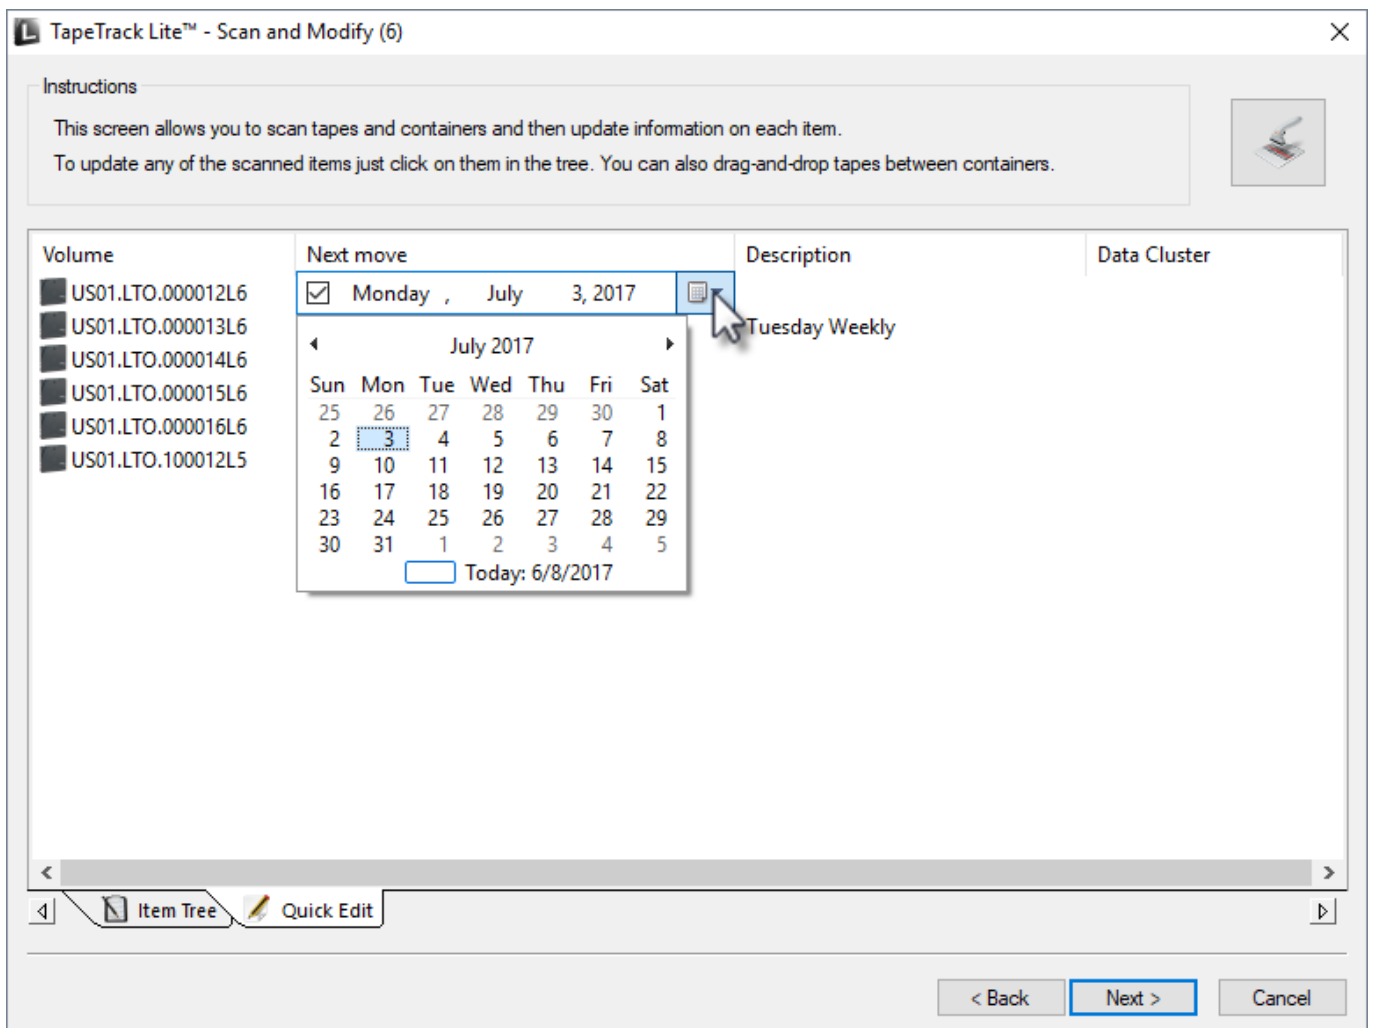 TapeTrack Lite™ - Scan and Modify (6)
Instructions
This screen allows you to scan tapes and containers and then update information on each item.
To update any of the scanned items just click on them in the tree. You can also drag-and-drop tapes between containers.
Volume Next move Description Data Cluster
US01.LTO.000012L6 Monday , July 3, 2017
US01.LTO.000013L6 Tuesday Weekly
US01.LTO.000014L6
US01.LTO.000015L6
US01.LTO.000016L6
US01.LTO.100012L5
July 2017
Sun Mon Tue Wed Thu Fri Sat
25 26 27 28 29 30 1
2 3 4 5 6 7 8
9 10 11 12 13 14 15
16 17 18 19 20 21 22
23 24 25 26 27 28 29
30 31 1 2 3 4 5
Today: 6/8/2017
Item Tree Quick Edit
< Back Next > Cancel